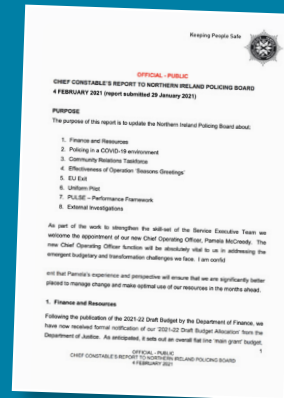 Keeping People Safe
OFFICIAL - PUBLIC
CHIEF CONSTABLE'S REPORT TO NORTHERN IRELAND POLICING BOARD
4 FEBRUARY 2021 (report submitted 29 January 2021)
PURPOSE
The purpose of this report is to update the Northern Ireland Policing Board about:
1. Finance and Resources
2. Policing in a COVID-19 environment
3. Community Relations Taskforce
4. Effectiveness of Operation 'Seasons Greetings'
5. EU Exit
6. Uniform Pilot
7. PULSE – Performance Framework
8. External Investigations
As part of the work to strengthen the skill-set of the Service Executive Team we
welcome the appointment of our new Chief Operating Officer, Pamela McCreedy. The
new Chief Operating Officer function will be absolutely vital to us in addressing the
emergent budgetary and transformation challenges we face. I am confid
ent that Pamela's experience and perspective will ensure that we are significantly better
placed to manage change and make optimal use of our resources in the months ahead.
1. Finance and Resources
Following the publication of the 2021-22 Draft Budget by the Department of Finance, we
have now received formal notification of our '2021-22 Draft Budget Allocation' from the
Department of Justice. As anticipated, it sets out an overall flat line 'main grant' budget,
1
OFFICIAL - PUBLIC
CHIEF CONSTABLE'S REPORT TO NORTHERN IRELAND POLICING BOARD
4 FEBRUARY 2021